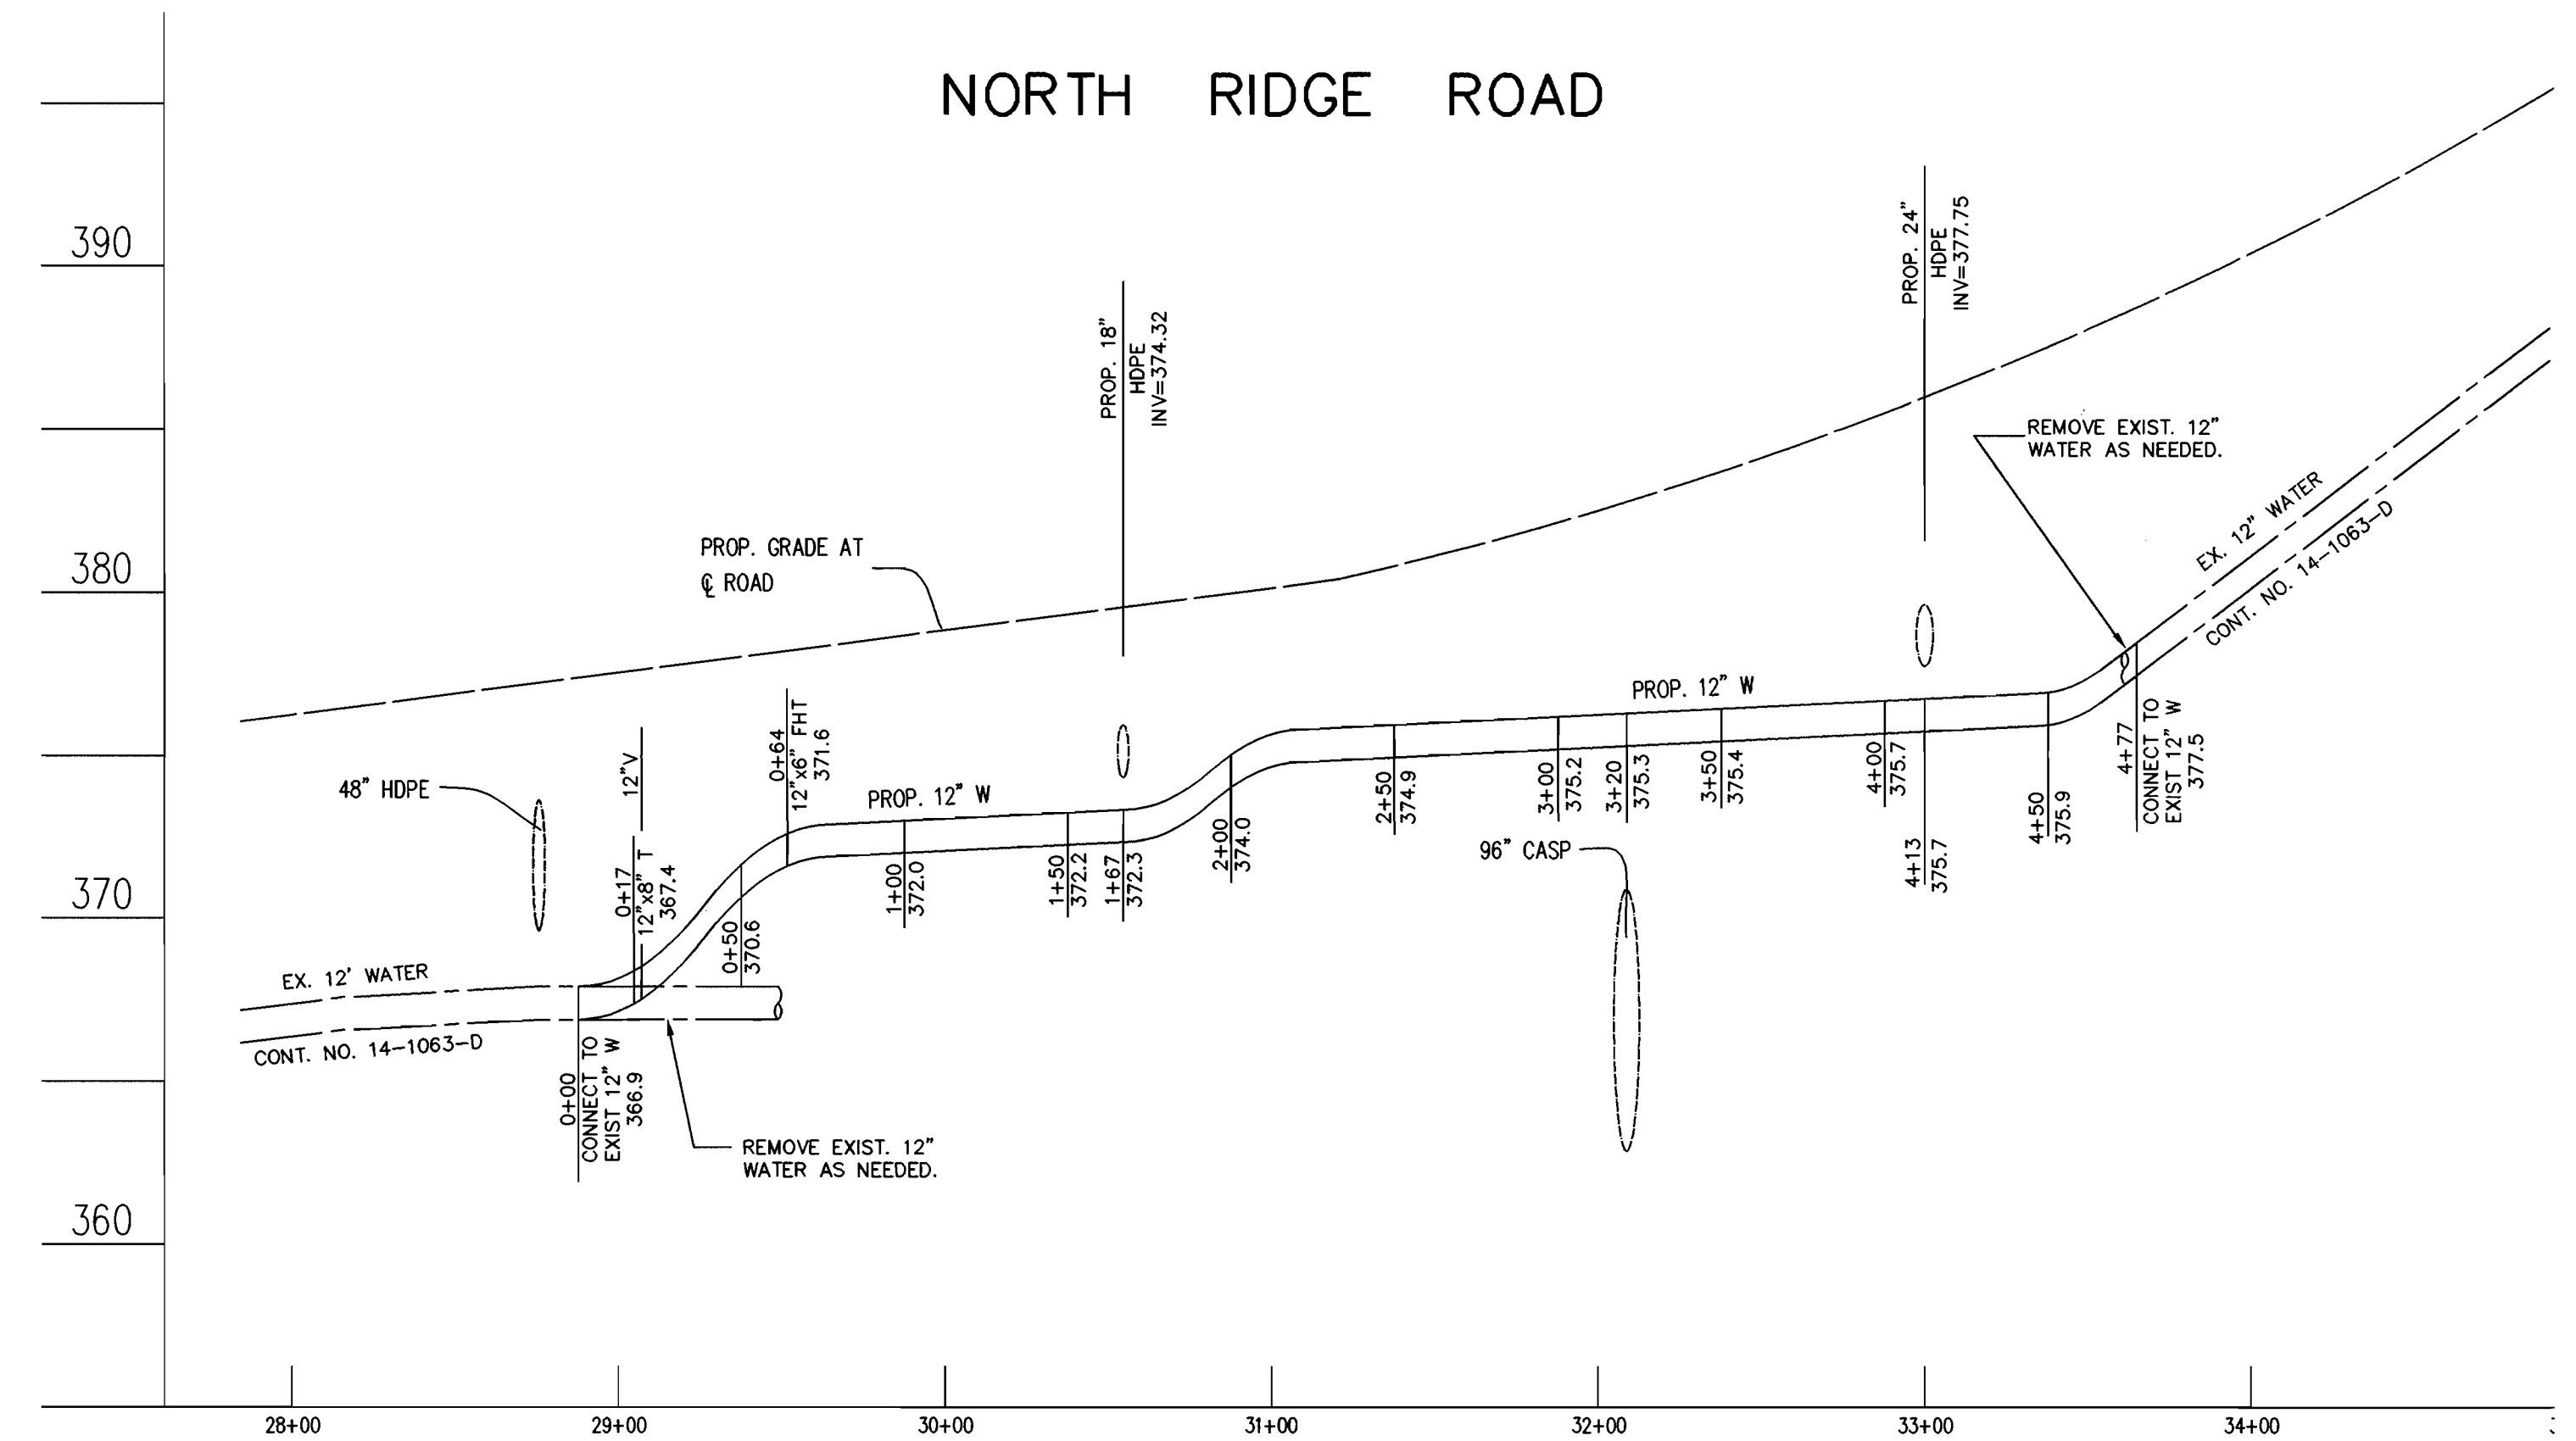 NORTH RIDGE ROAD
390
380
370
360
PROP. 18"
HDPE
INV=374.32
PROP. 24"
HDPE
INV=377.75
REMOVE EXIST. 12"
WATER AS NEEDED.
EX. 12" WATER
CONT. NO. 14-1063-D
PROP. GRADE AT
℄ ROAD
48" HDPE
12"V
0+17
12"x8" T
367.4
0+64
12"x6" FHT
371.6
PROP. 12" W
PROP. 12" W
96" CASP
EX. 12' WATER
CONT. NO. 14-1063-D
0+00
CONNECT TO
EXIST 12" W
366.9
0+50
370.6
1+00
372.0
1+50
372.2
1+67
372.3
2+00
374.0
2+50
374.9
3+00
375.2
3+20
375.3
3+50
375.4
4+00
375.7
4+13
375.7
4+50
375.9
4+77
CONNECT TO
EXIST 12" W
377.5
REMOVE EXIST. 12"
WATER AS NEEDED.
28+00
29+00
30+00
31+00
32+00
33+00
34+00